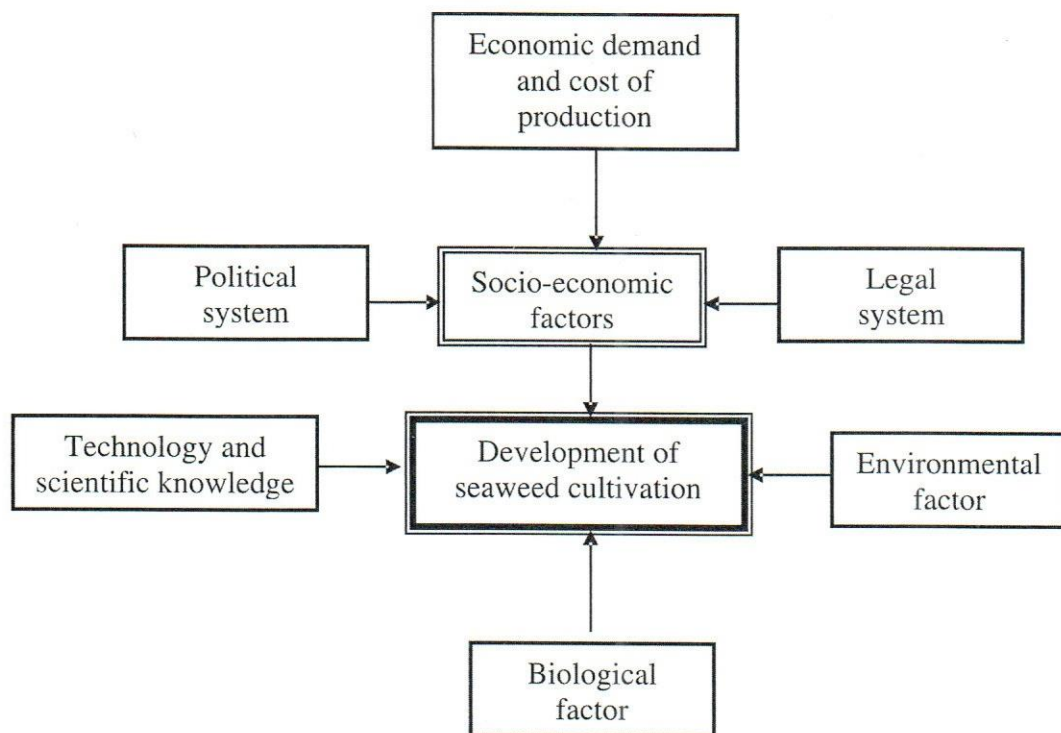 Economic demand
and cost of
production
Political
system
Socio-economic
factors
Legal
system
Technology and
scientific knowledge
Development of
seaweed cultivation
Environmental
factor
Biological
factor